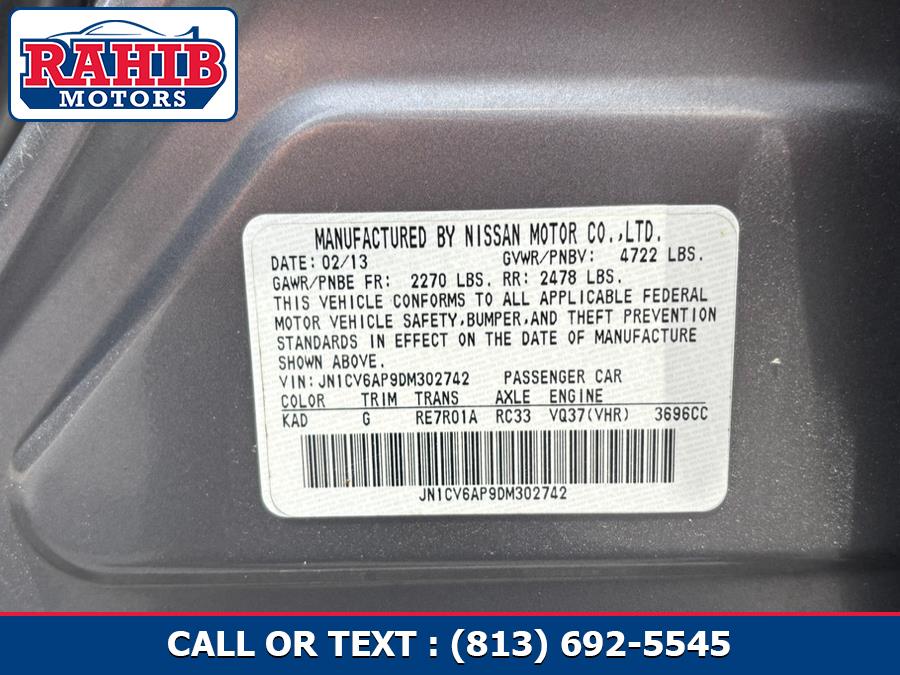 RAHIB
MOTORS
MANUFACTURED BY NISSAN MOTOR CO.,LTD.
DATE: 02/13 GVWR/PNBV: 4722 LBS.
GAWR/PNBE FR: 2270 LBS. RR: 2478 LBS.
THIS VEHICLE CONFORMS TO ALL APPLICABLE FEDERAL
MOTOR VEHICLE SAFETY,BUMPER,AND THEFT PREVENTION
STANDARDS IN EFFECT ON THE DATE OF MANUFACTURE
SHOWN ABOVE.
VIN:JN1CV6AP9DM302742 PASSENGER CAR
COLOR TRIM TRANS AXLE ENGINE
KAD G RE7R01A RC33 VQ37(VHR) 3696CC
JN1CV6AP9DM302742
CALL OR TEXT : (813) 692-5545